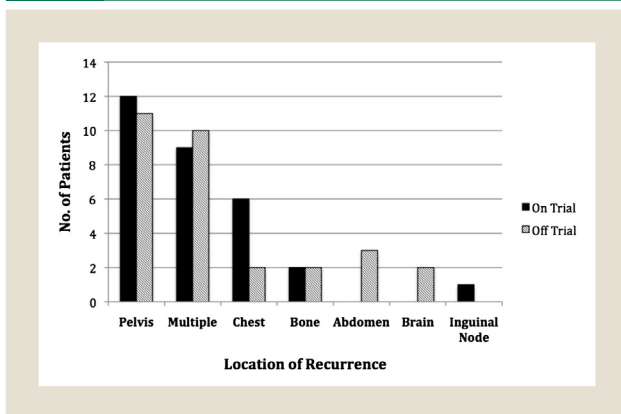 14
12
10
8
6
4
2
0
No. of Patients
Pelvis Multiple Chest Bone Abdomen Brain Inguinal
Node
Location of Recurrence
On Trial
Off Trial